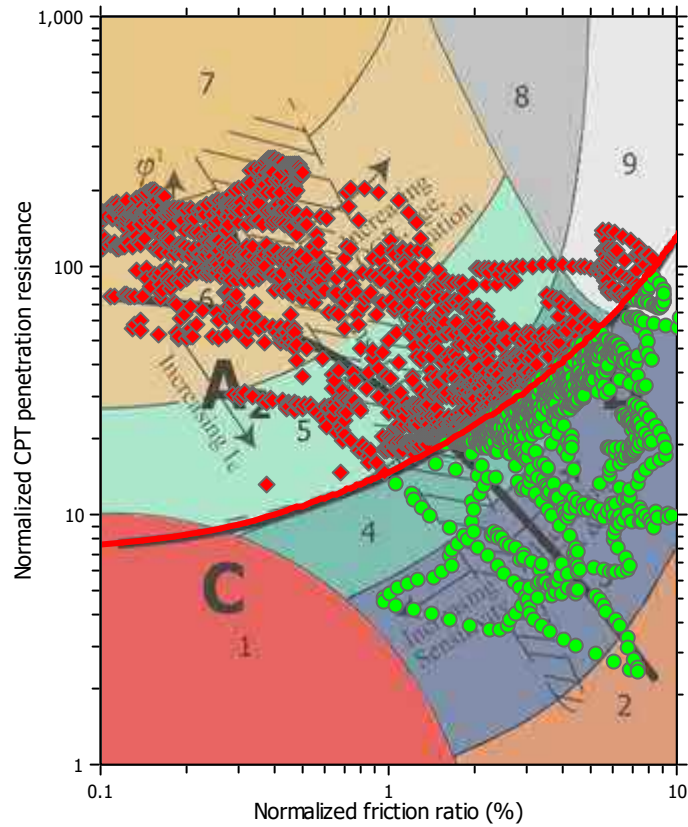 1,000
7
8
9
φ'
Increasing
100
6
Normalized CPT penetration resistance
A2
Increasing Ic
5
10
4
C
1
Increasing
Sensitivity
2
1
0.1
1
10
Normalized friction ratio (%)